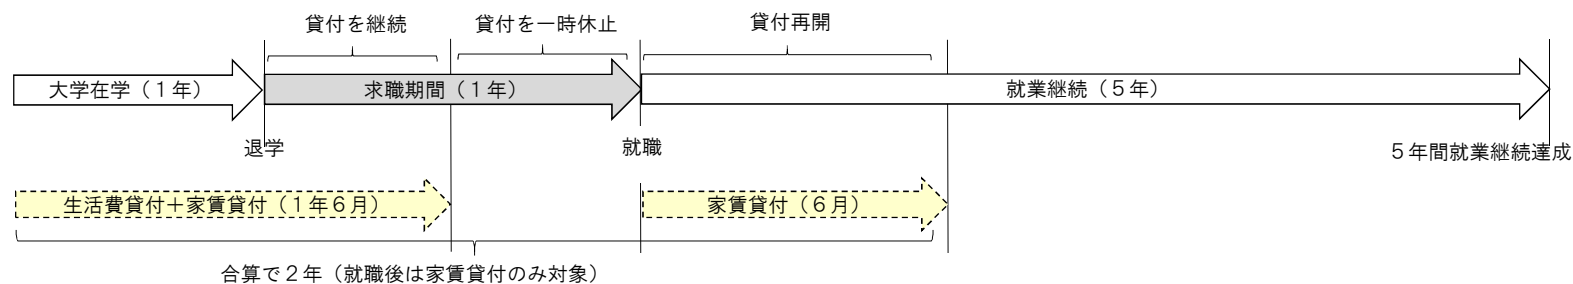 貸付を継続
貸付を一時休止
貸付再開
大学在学（１年）
求職期間（１年）
就業継続（５年）
退学
就職
５年間就業継続達成
生活費貸付＋家賃貸付（１年６月）
家賃貸付（６月）
合算で２年（就職後は家賃貸付のみ対象）